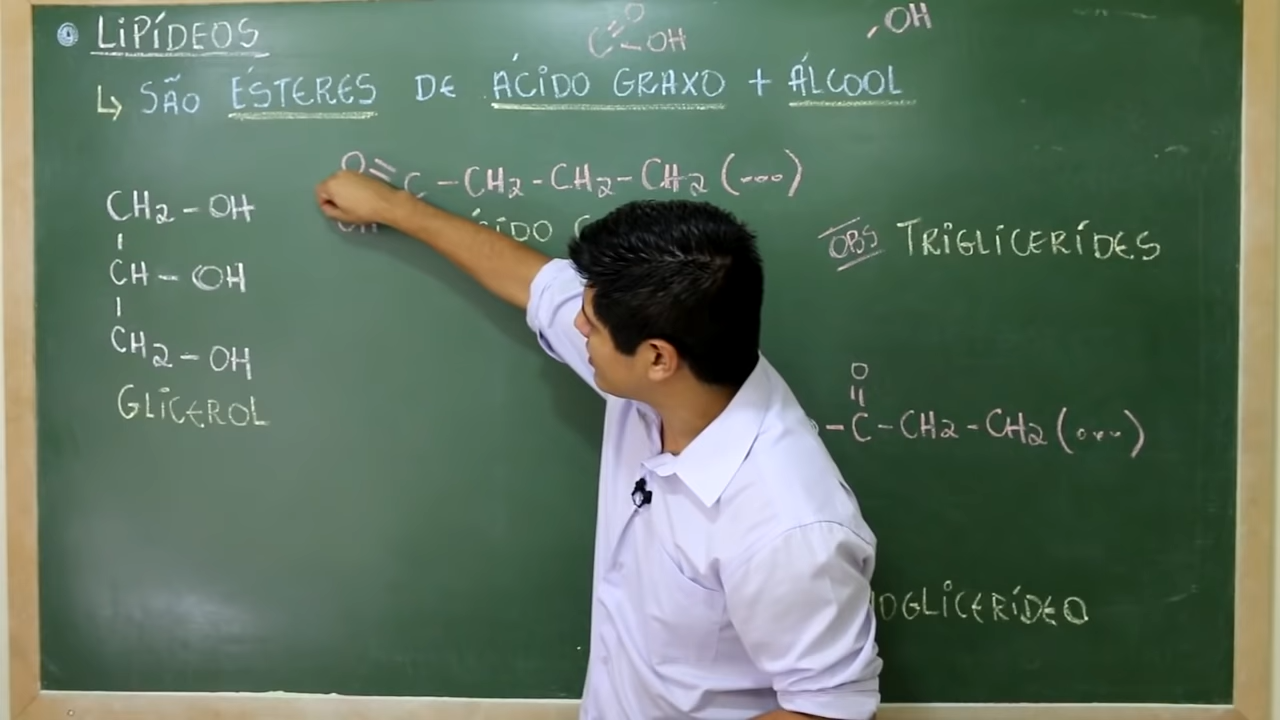 LIPÍDEOS
O
C-OH
OH
↳ SÃO ÉSTERES DE ÁCIDO GRAXO + ÁLCOOL
O=C-CH2-CH2-CH2(...)
OH
CH2-OH
CH-OH
CH2-OH
GLICEROL
OBS TRIGLICERÍDES
O
-C-CH2-CH2(...)